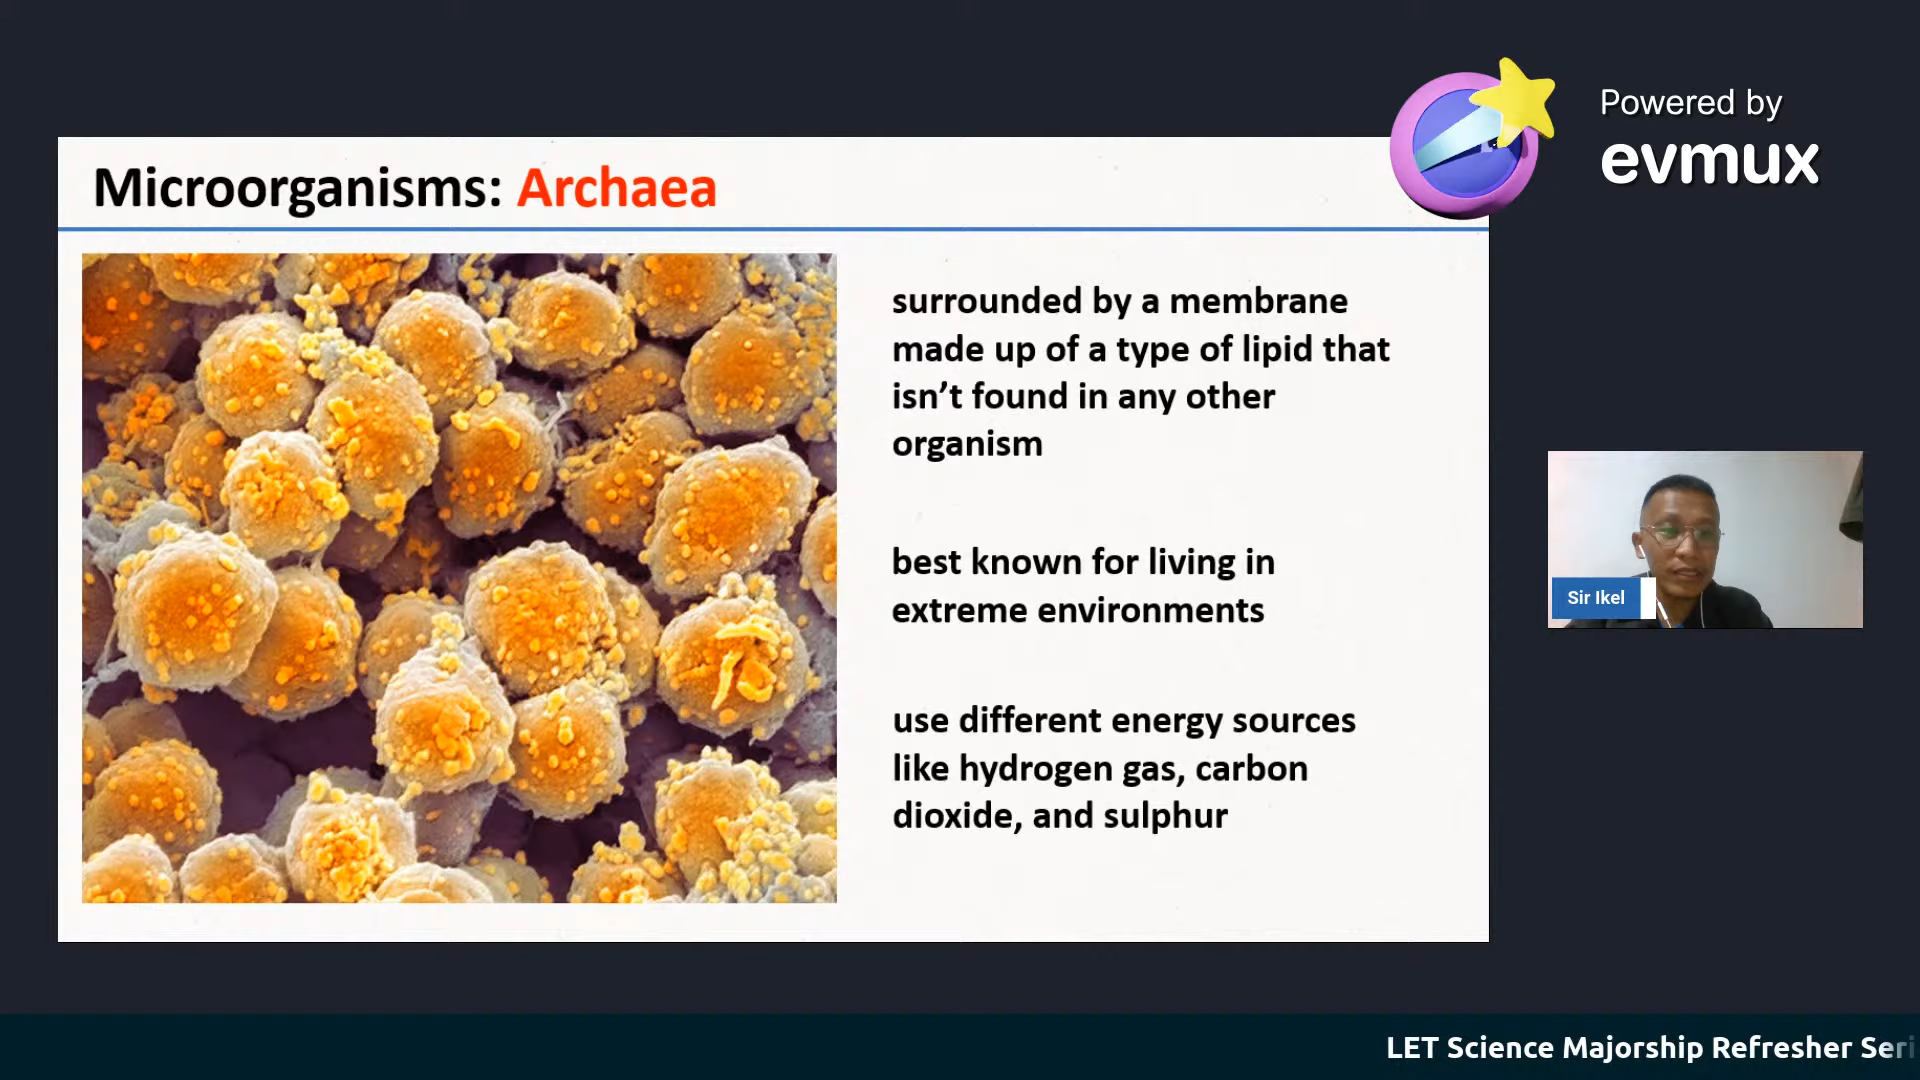 Powered by
evmux
Microorganisms: Archaea
surrounded by a membrane
made up of a type of lipid that
isn’t found in any other
organism
best known for living in
extreme environments
use different energy sources
like hydrogen gas, carbon
dioxide, and sulphur
Sir Ikel
LET Science Majorship Refresher Seri